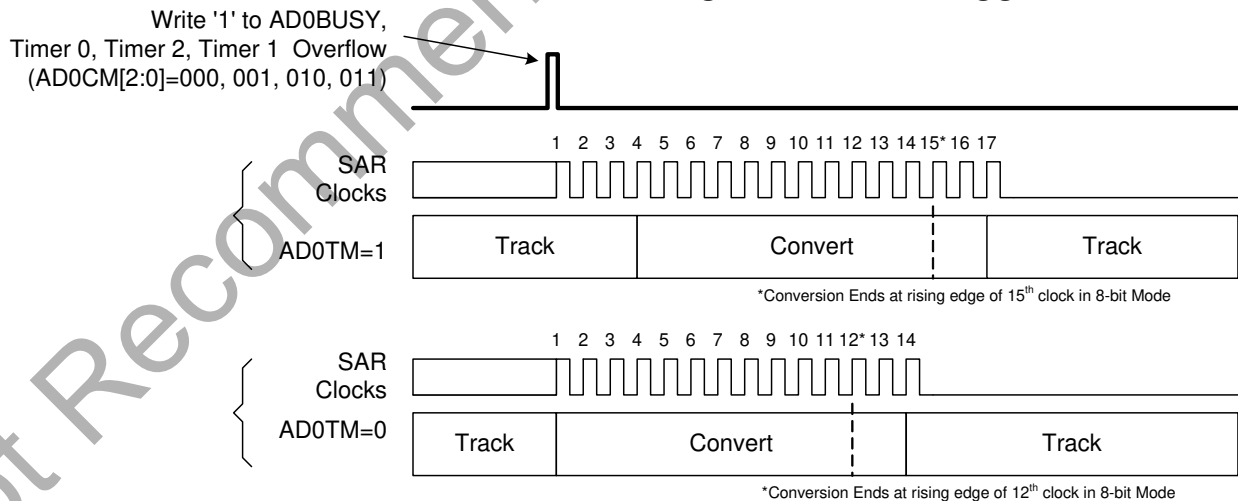 Write '1' to AD0BUSY,
Timer 0, Timer 2, Timer 1 Overflow
(AD0CM[2:0]=000, 001, 010, 011)
1 2 3 4 5 6 7 8 9 10 11 12 13 14 15* 16 17
SAR
Clocks
AD0TM=1
Track
Convert
Track
*Conversion Ends at rising edge of 15th clock in 8-bit Mode
1 2 3 4 5 6 7 8 9 10 11 12* 13 14
SAR
Clocks
AD0TM=0
Track
Convert
Track
*Conversion Ends at rising edge of 12th clock in 8-bit Mode